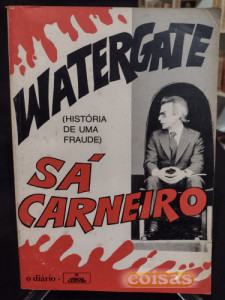 WATERGATE
(HISTÓRIA
DE UMA
FRAUDE)
SÁ
CARNEIRO
o diário -
coisas